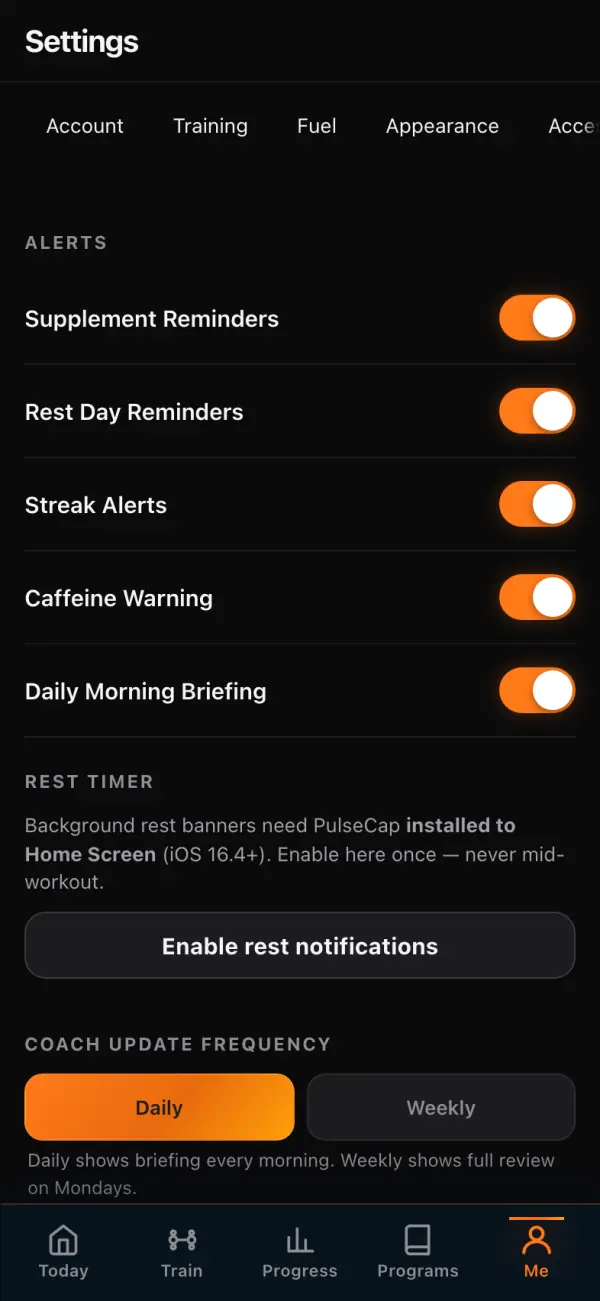 Settings
Account Training Fuel Appearance Acces
ALERTS
Supplement Reminders
Rest Day Reminders
Streak Alerts
Caffeine Warning
Daily Morning Briefing
REST TIMER
Background rest banners need PulseCap installed to
Home Screen (iOS 16.4+). Enable here once — never mid-
workout.
Enable rest notifications
COACH UPDATE FREQUENCY
Daily Weekly
Daily shows briefing every morning. Weekly shows full review
on Mondays.
Today Train Progress Programs Me